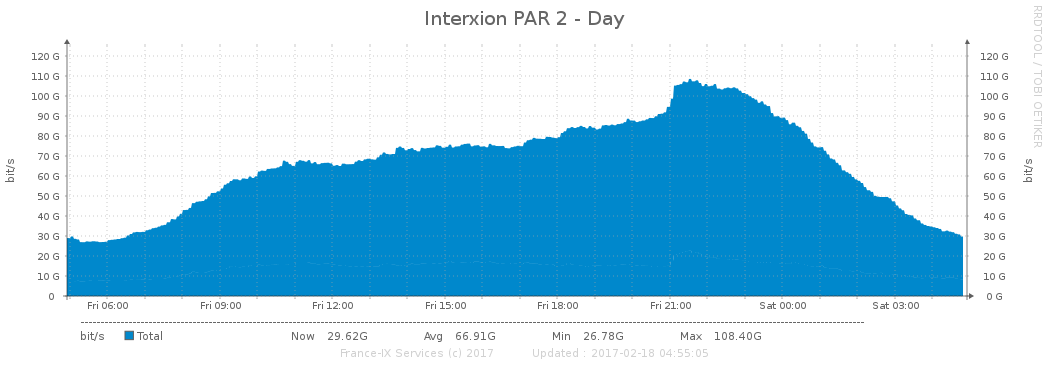 Interxion PAR 2 - Day
RRDTOOL / TOBI OETIKER
120 G 120 G
110 G 110 G
100 G 100 G
90 G 90 G
80 G 80 G
70 G 70 G
60 G 60 G
50 G 50 G
40 G 40 G
30 G 30 G
20 G 20 G
10 G 10 G
0 0 G
bit/s bit/s
Fri 06:00 Fri 09:00 Fri 12:00 Fri 15:00 Fri 18:00 Fri 21:00 Sat 00:00 Sat 03:00
bit/s Total Now 29.62G Avg 66.91G Min 26.78G Max 108.40G
France-IX Services (c) 2017 Updated : 2017-02-18 04:55:05